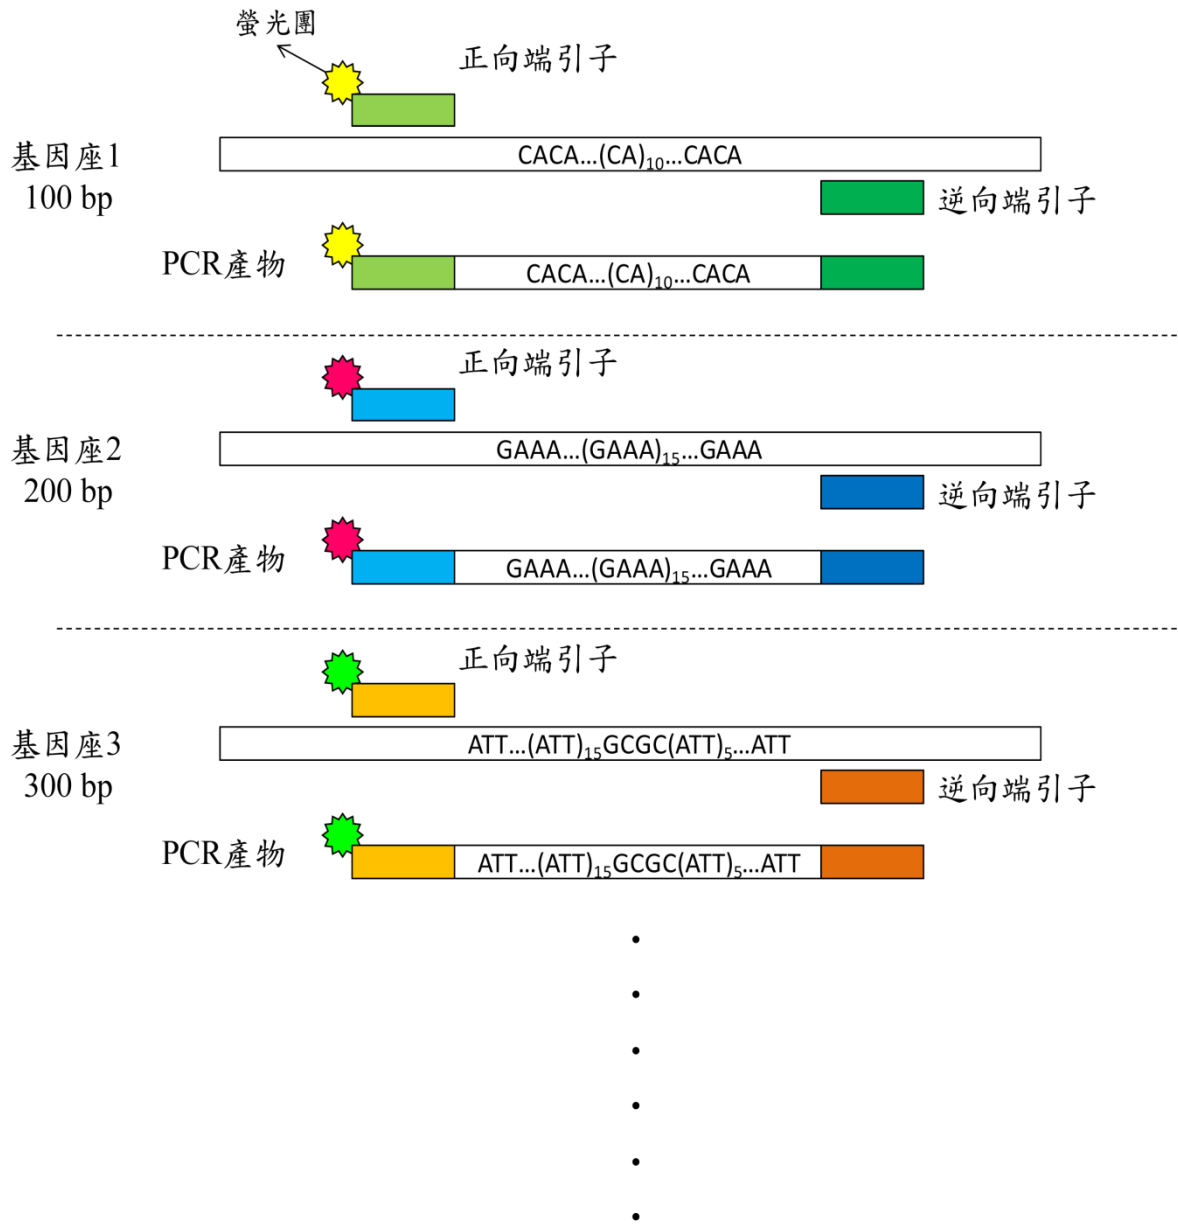 螢光團
正向端引子
基因座1
100 bp
CACA...(CA)₁₀...CACA
逆向端引子
PCR產物
CACA...(CA)₁₀...CACA
正向端引子
基因座2
200 bp
GAAA...(GAAA)₁₅...GAAA
逆向端引子
PCR產物
GAAA...(GAAA)₁₅...GAAA
正向端引子
基因座3
300 bp
ATT...(ATT)₁₅GCGC(ATT)₅...ATT
逆向端引子
PCR產物
ATT...(ATT)₁₅GCGC(ATT)₅...ATT